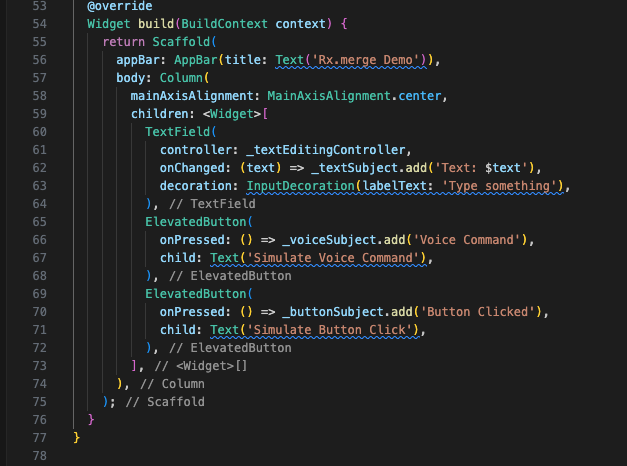 53 @override
54 Widget build(BuildContext context) {
55 return Scaffold(
56 appBar: AppBar(title: Text('Rx.merge Demo')),
57 body: Column(
58 mainAxisAlignment: MainAxisAlignment.center,
59 children: <Widget>[
60 TextField(
61 controller: _textEditingController,
62 onChanged: (text) => _textSubject.add('Text: $text'),
63 decoration: InputDecoration(labelText: 'Type something'),
64 ), // TextField
65 ElevatedButton(
66 onPressed: () => _voiceSubject.add('Voice Command'),
67 child: Text('Simulate Voice Command'),
68 ), // ElevatedButton
69 ElevatedButton(
70 onPressed: () => _buttonSubject.add('Button Clicked'),
71 child: Text('Simulate Button Click'),
72 ), // ElevatedButton
73 ], // <Widget>[]
74 ), // Column
75 ); // Scaffold
76 }
77 }
78